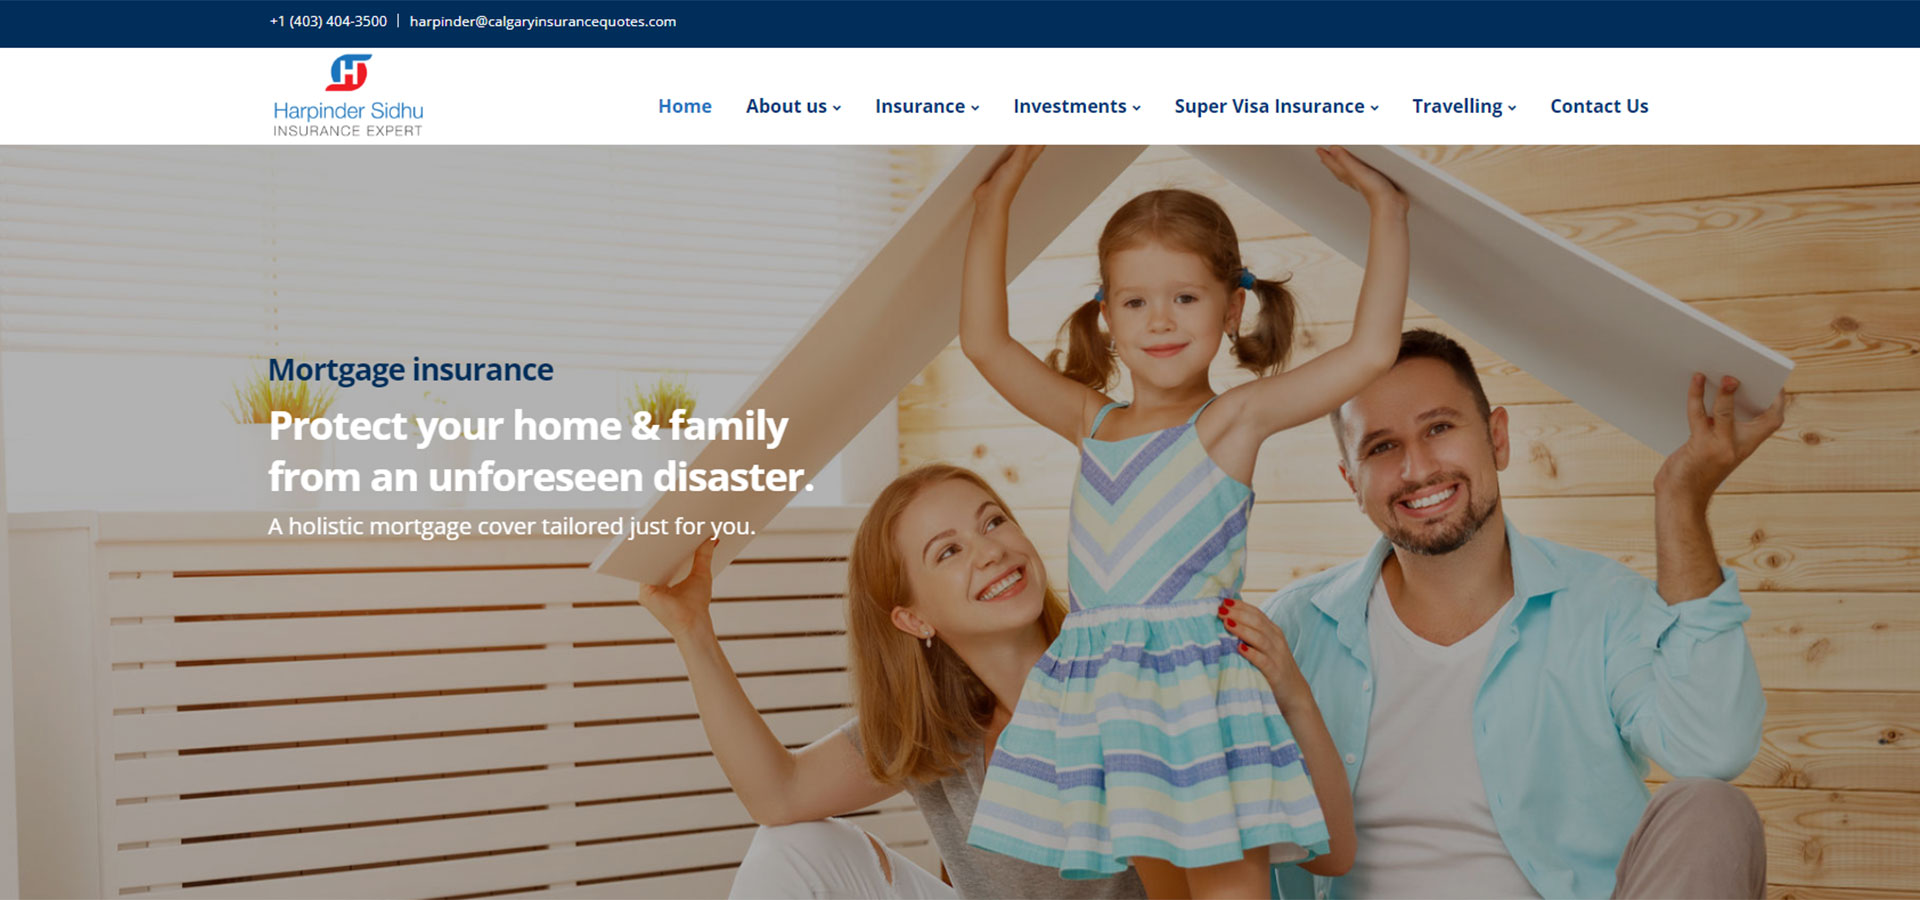 +1 (403) 404-3500 | harpinder@calgaryinsurancequotes.com
H
Harpinder Sidhu
INSURANCE EXPERT
Home About us Insurance Investments Super Visa Insurance Travelling Contact Us
Mortgage insurance
Protect your home & family
from an unforeseen disaster.
A holistic mortgage cover tailored just for you.